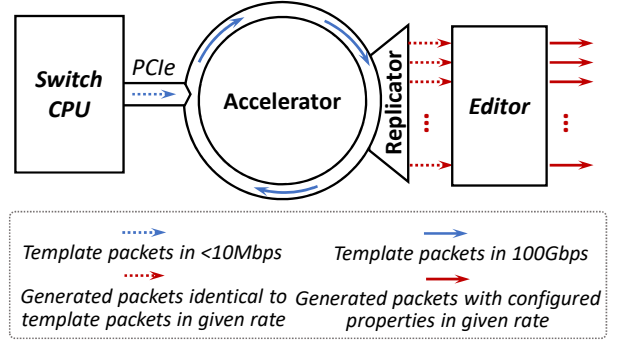 Switch
CPU
PCIe
Accelerator
Replicator
Editor
Template packets in <10Mbps
Template packets in 100Gbps
Generated packets identical to
template packets in given rate
Generated packets with configured
properties in given rate